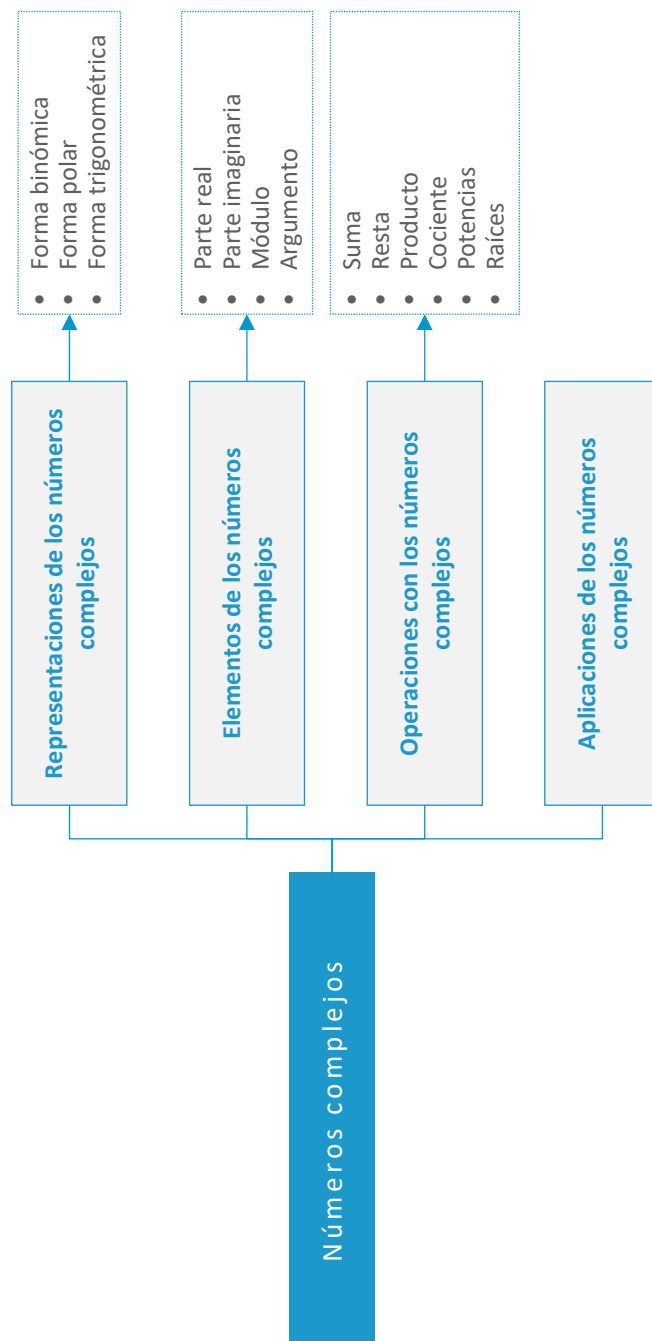 Números complejos
Representaciones de los números
complejos
• Forma binómica
• Forma polar
• Forma trigonométrica
Elementos de los números
complejos
• Parte real
• Parte imaginaria
• Módulo
• Argumento
Operaciones con los números
complejos
• Suma
• Resta
• Producto
• Cociente
• Potencias
• Raíces
Aplicaciones de los números
complejos